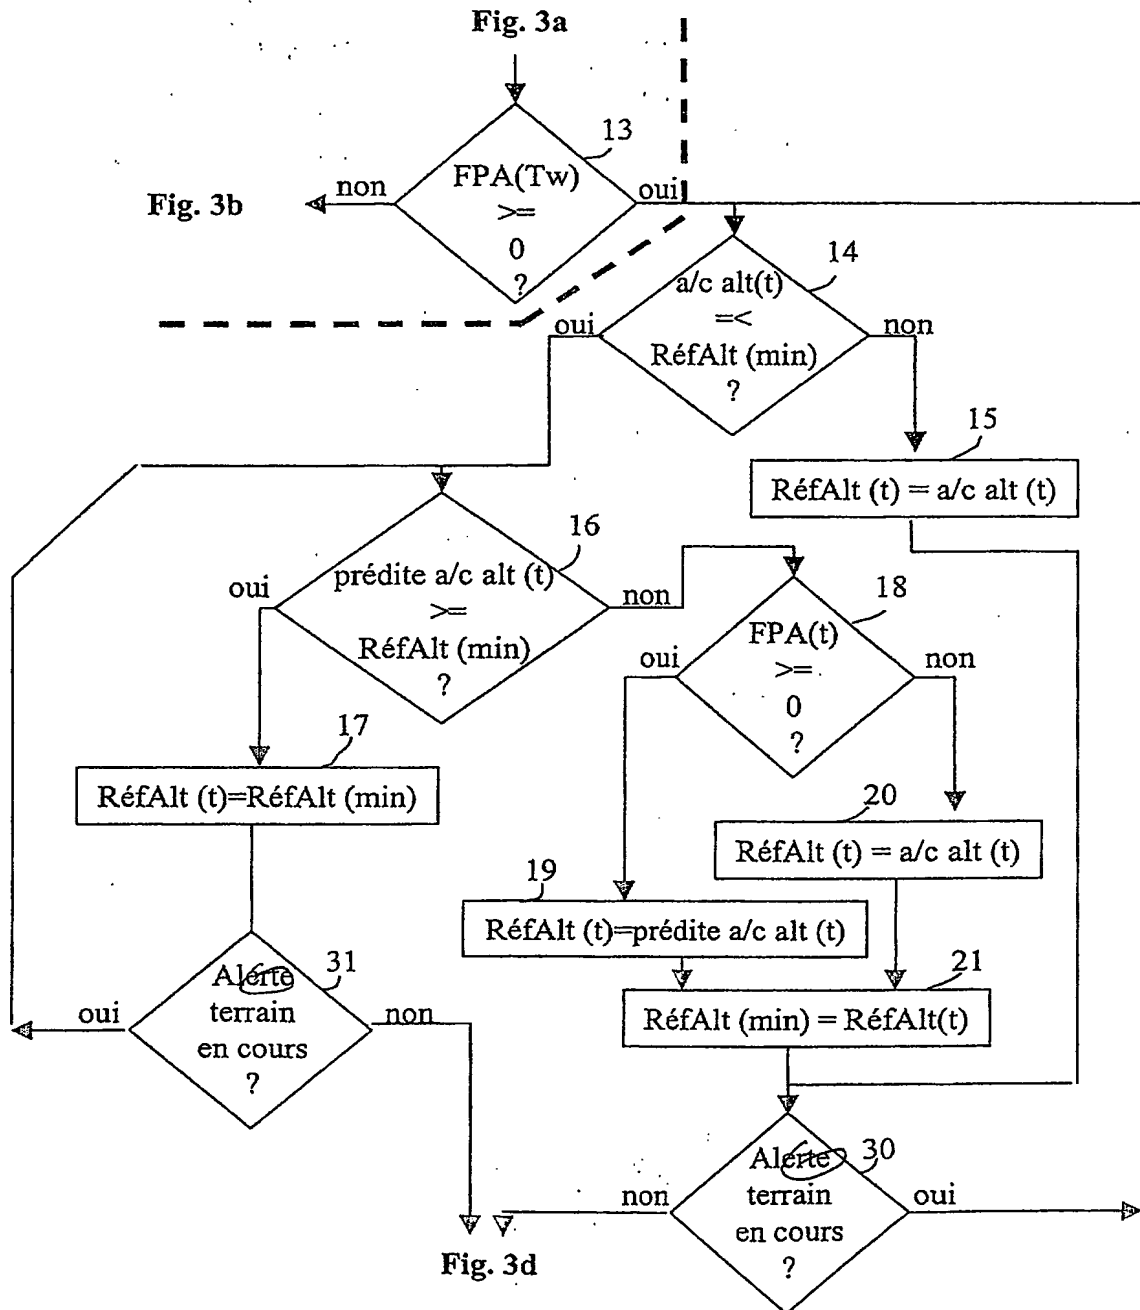 Fig. 3a
13
FPA(Tw)
>=
0
?
non
oui
Fig. 3b
14
a/c alt(t)
=<
RéfAlt (min)
?
oui
non
15
RéfAlt (t) = a/c alt (t)
16
prédite a/c alt (t)
>=
RéfAlt (min)
?
oui
non
18
FPA(t)
>=
0
?
oui
non
17
RéfAlt (t)=RéfAlt (min)
20
RéfAlt (t) = a/c alt (t)
19
RéfAlt (t)=prédite a/c alt (t)
21
RéfAlt (min) = RéfAlt(t)
31
Alerte
terrain
en cours
?
oui
non
30
Alerte
terrain
en cours
?
non
oui
Fig. 3d